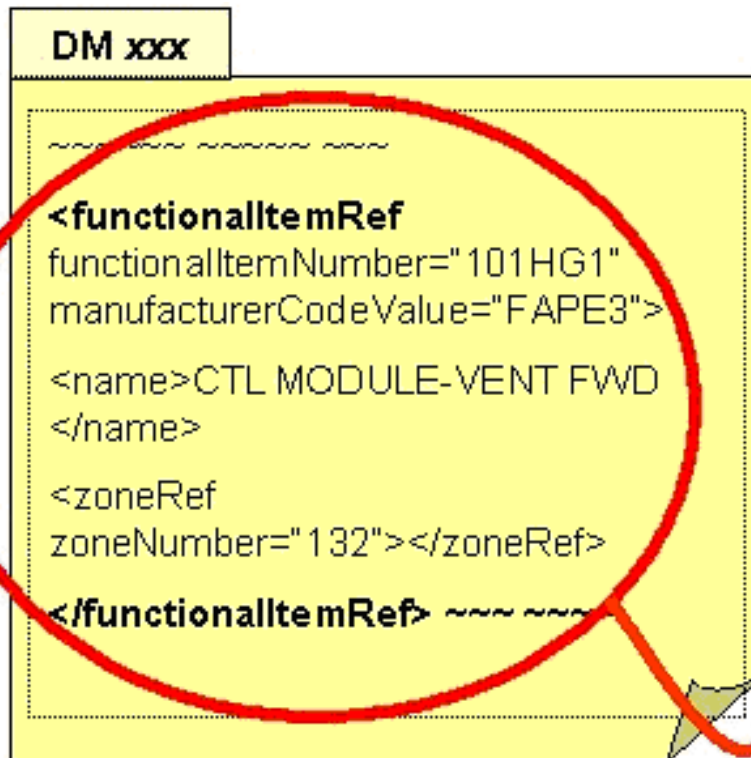 DM xxx
~~~ ~~~ ~~~~~ ~~~
<functionalItemRef
functionalItemNumber="101HG1"
manufacturerCodeValue="FAPE3">
<name>CTL MODULE-VENT FWD
</name>
<zoneRef
zoneNumber="132"></zoneRef>
</functionalItemRef> ~~~ ~~~~